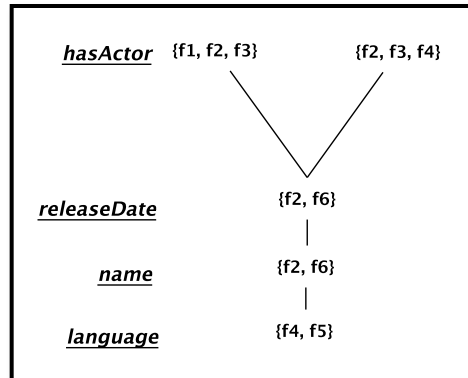 hasActor {f1, f2, f3} {f2, f3, f4}
releaseDate {f2, f6}
name {f2, f6}
language {f4, f5}